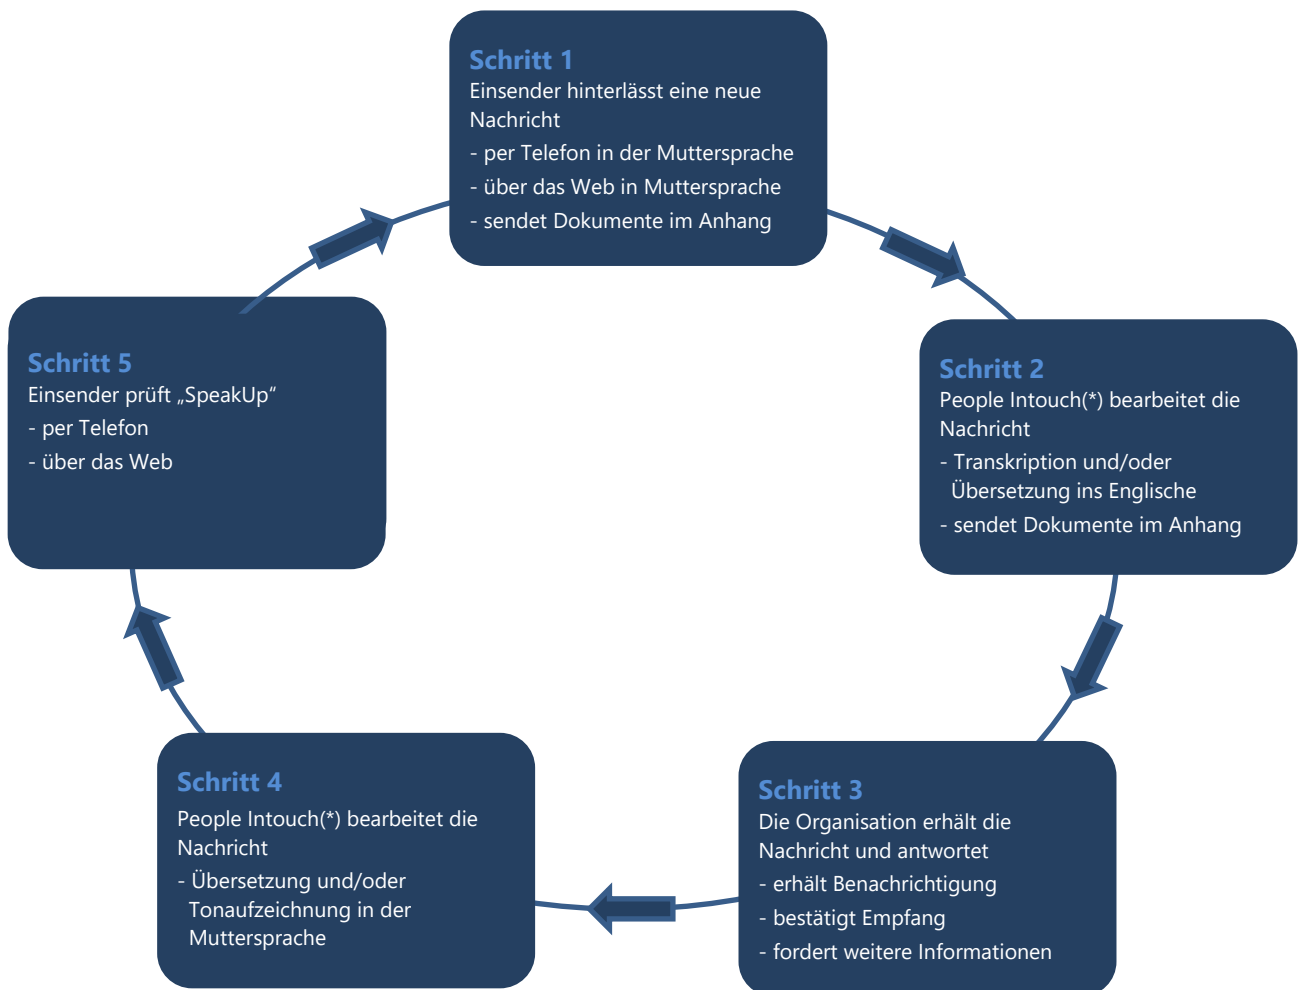 Schritt 1
Einsender hinterlässt eine neue
Nachricht
- per Telefon in der Muttersprache
- über das Web in Muttersprache
- sendet Dokumente im Anhang
Schritt 2
People Intouch(*) bearbeitet die
Nachricht
- Transkription und/oder
Übersetzung ins Englische
- sendet Dokumente im Anhang
Schritt 3
Die Organisation erhält die
Nachricht und antwortet
- erhält Benachrichtigung
- bestätigt Empfang
- fordert weitere Informationen
Schritt 4
People Intouch(*) bearbeitet die
Nachricht
- Übersetzung und/oder
Tonaufzeichnung in der
Muttersprache
Schritt 5
Einsender prüft „SpeakUp“
- per Telefon
- über das Web